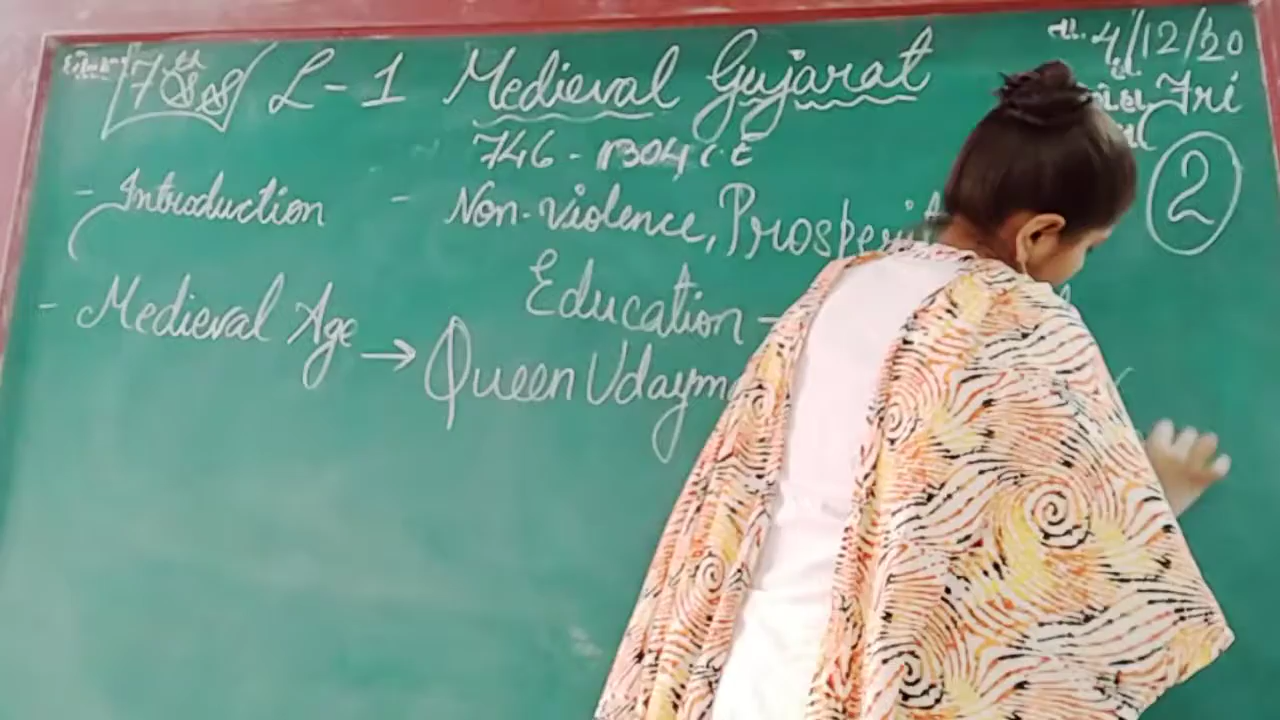 7th SS L-1 Medieval Gujarat
તા. 4/12/20
746 - 1304 C.E
Fri
- Introduction - Non-violence, Prosperit
2
Education -
- Medieval Age → Queen Udaym